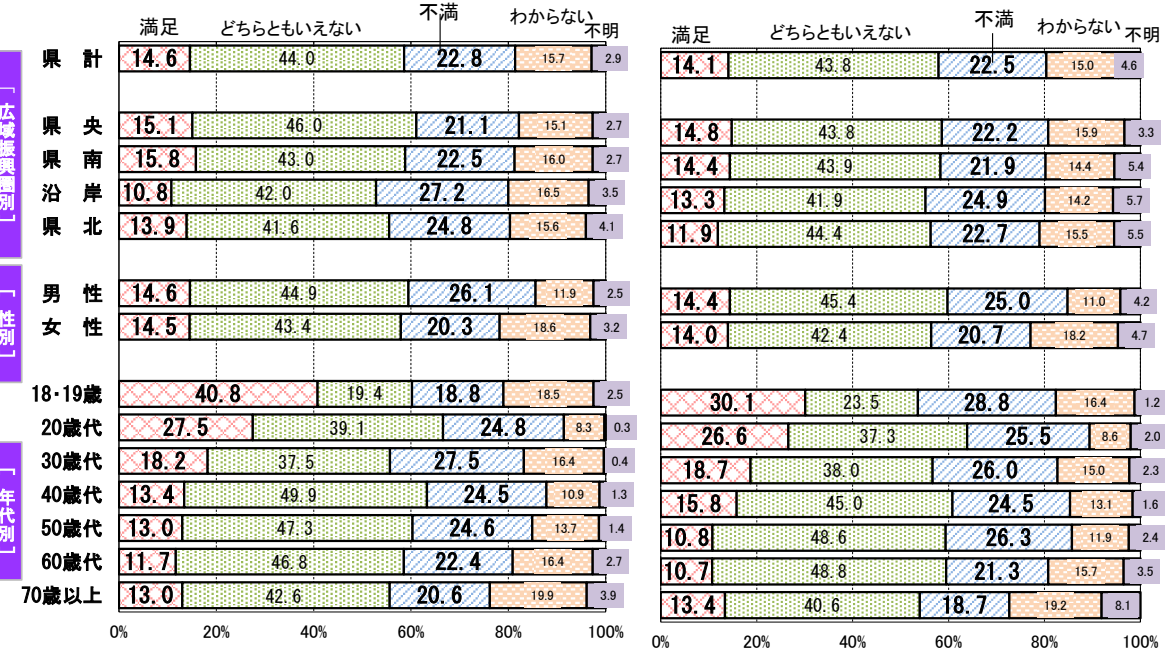 満足 どちらともいえない 不満 わからない 不明
県 計 14.6 44.0 22.8 15.7 2.9
[広域振興圏別]
県 央 15.1 46.0 21.1 15.1 2.7
県 南 15.8 43.0 22.5 16.0 2.7
沿 岸 10.8 42.0 27.2 16.5 3.5
県 北 13.9 41.6 24.8 15.6 4.1
[性別]
男 性 14.6 44.9 26.1 11.9 2.5
女 性 14.5 43.4 20.3 18.6 3.2
[年代別]
18・19歳 40.8 19.4 18.8 18.5 2.5
20歳代 27.5 39.1 24.8 8.3 0.3
30歳代 18.2 37.5 27.5 16.4 0.4
40歳代 13.4 49.9 24.5 10.9 1.3
50歳代 13.0 47.3 24.6 13.7 1.4
60歳代 11.7 46.8 22.4 16.4 2.7
70歳以上 13.0 42.6 20.6 19.9 3.9
0% 20% 40% 60% 80% 100%
満足 どちらともいえない 不満 わからない 不明
14.1 43.8 22.5 15.0 4.6
14.8 43.8 22.2 15.9 3.3
14.4 43.9 21.9 14.4 5.4
13.3 41.9 24.9 14.2 5.7
11.9 44.4 22.7 15.5 5.5
14.4 45.4 25.0 11.0 4.2
14.0 42.4 20.7 18.2 4.7
30.1 23.5 28.8 16.4 1.2
26.6 37.3 25.5 8.6 2.0
18.7 38.0 26.0 15.0 2.3
15.8 45.0 24.5 13.1 1.6
10.8 48.6 26.3 11.9 2.4
10.7 48.8 21.3 15.7 3.5
13.4 40.6 18.7 19.2 8.1
0% 20% 40% 60% 80% 100%